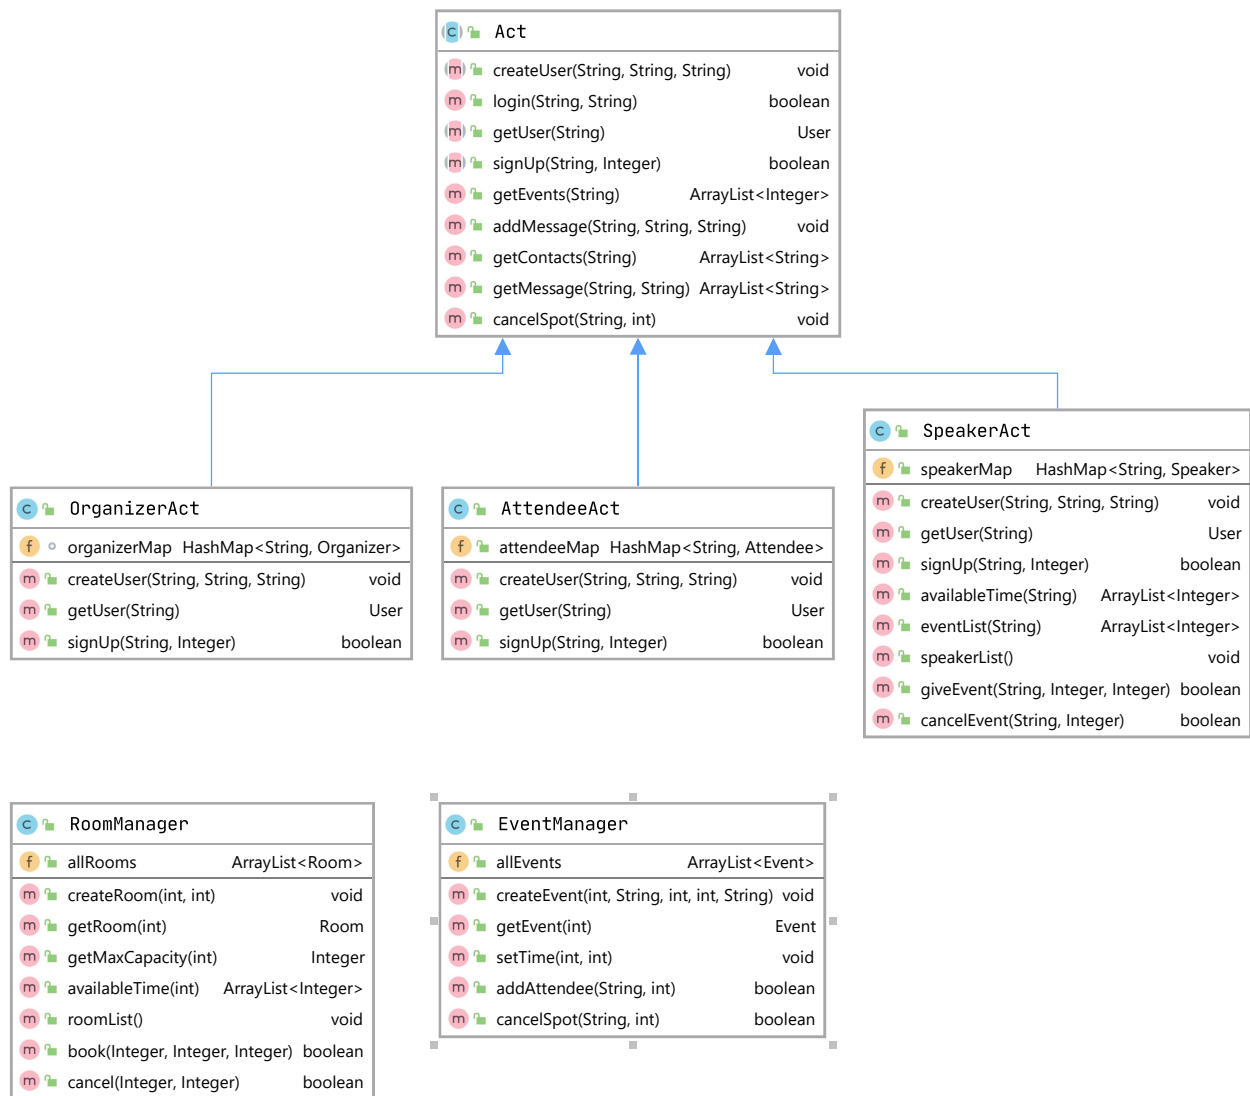 Act
createUser(String, String, String) void
login(String, String) boolean
getUser(String) User
signUp(String, Integer) boolean
getEvents(String) ArrayList<Integer>
addMessage(String, String, String) void
getContacts(String) ArrayList<String>
getMessage(String, String) ArrayList<String>
cancelSpot(String, int) void
OrganizerAct
organizerMap HashMap<String, Organizer>
createUser(String, String, String) void
getUser(String) User
signUp(String, Integer) boolean
AttendeeAct
attendeeMap HashMap<String, Attendee>
createUser(String, String, String) void
getUser(String) User
signUp(String, Integer) boolean
SpeakerAct
speakerMap HashMap<String, Speaker>
createUser(String, String, String) void
getUser(String) User
signUp(String, Integer) boolean
availableTime(String) ArrayList<Integer>
eventList(String) ArrayList<Integer>
speakerList() void
giveEvent(String, Integer, Integer) boolean
cancelEvent(String, Integer) boolean
RoomManager
allRooms ArrayList<Room>
createRoom(int, int) void
getRoom(int) Room
getMaxCapacity(int) Integer
availableTime(int) ArrayList<Integer>
roomList() void
book(Integer, Integer, Integer) boolean
cancel(Integer, Integer) boolean
EventManager
allEvents ArrayList<Event>
createEvent(int, String, int, int, String) void
getEvent(int) Event
setTime(int, int) void
addAttendee(String, int) boolean
cancelSpot(String, int) boolean